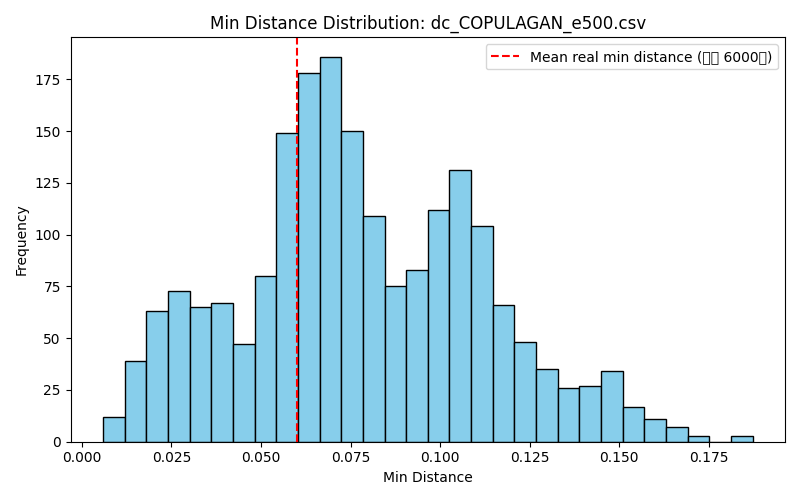 Min Distance Distribution: dc_COPULAGAN_e500.csv
Mean real min distance (6000)
Frequency
175
150
125
100
75
50
25
0
0.000 0.025 0.050 0.075 0.100 0.125 0.150 0.175
Min Distance